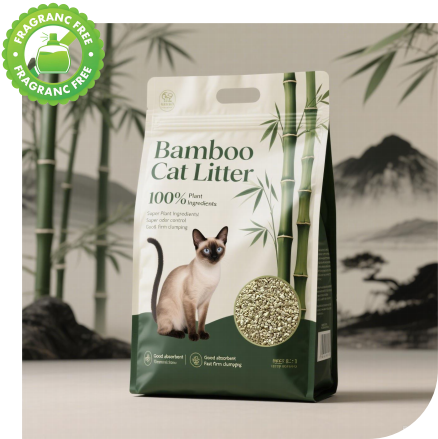 FRAGRANC FREE
FRAGRANC FREE
Bamboo
Cat Litter
100% Plant
Ingredients
Super Plant Ingredients
Super odor control
Good absorbent
Good absorbent
Fast firm clumping